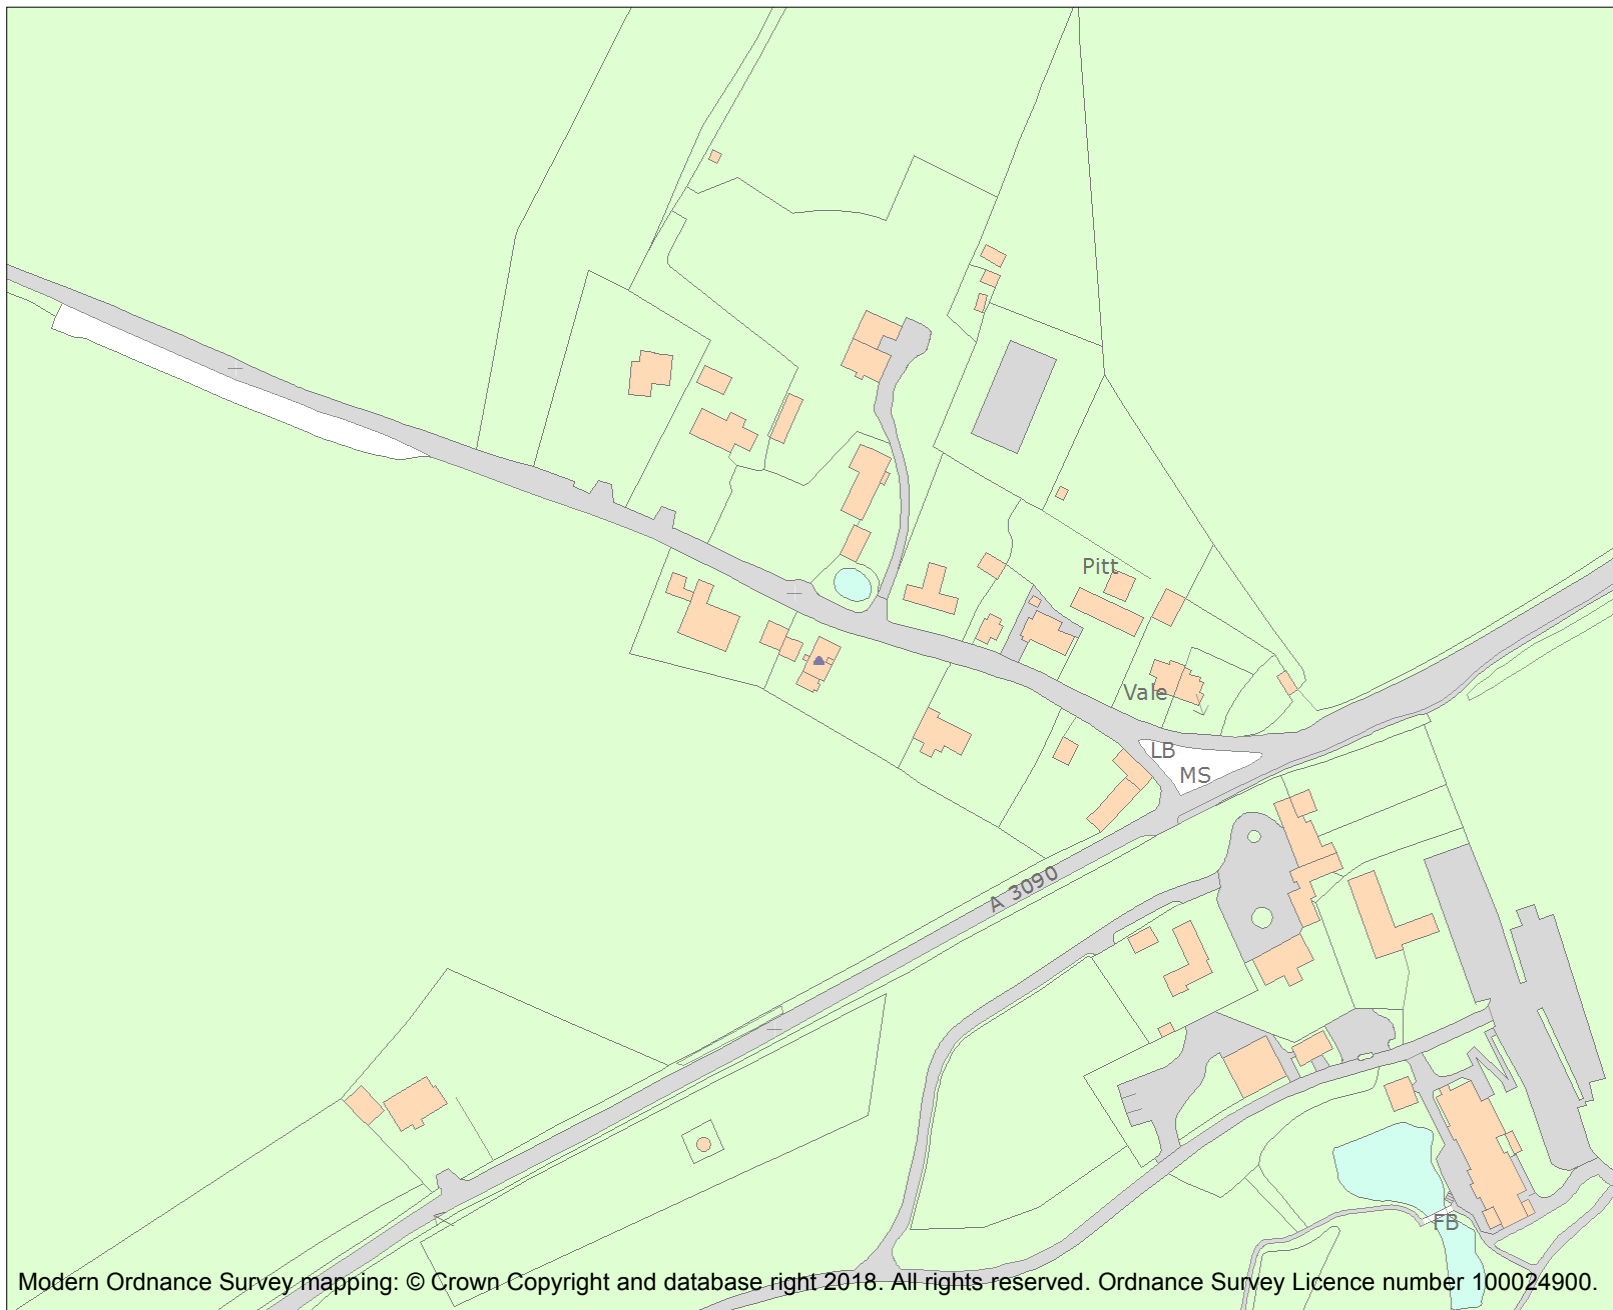 Pitt
Vale
LB
MS
A 3090
FB
Modern Ordnance Survey mapping: © Crown Copyright and database right 2018. All rights reserved. Ordnance Survey Licence number 100024900.